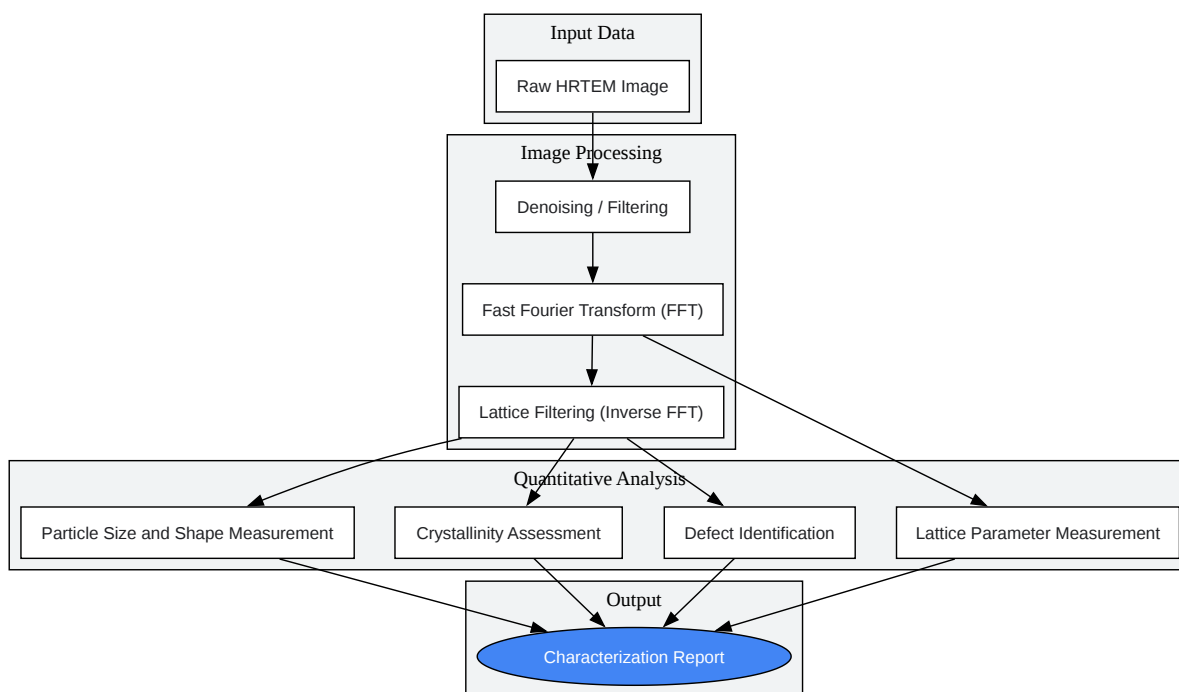 Input Data
Raw HRTEM Image
Image Processing
Denoising / Filtering
Fast Fourier Transform (FFT)
Lattice Filtering (Inverse FFT)
Quantitative Analysis
Particle Size and Shape Measurement
Crystallinity Assessment
Defect Identification
Lattice Parameter Measurement
Output
Characterization Report